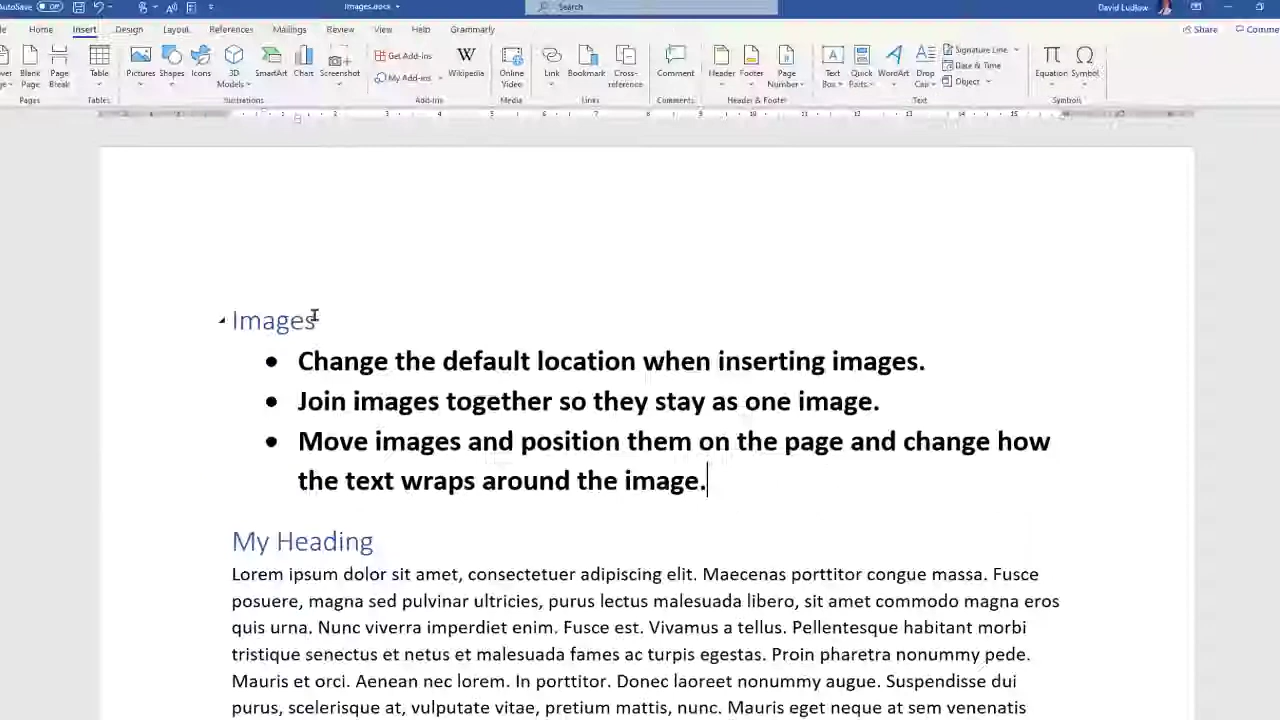 AutoSave Off Images.docx Search David Ludlow
Home Insert Design Layout References Mailings Review View Help Grammarly Share Comme
Get Add-ins Signature Line
Date & Time
My Add-ins Object
Blank Page Table Pictures Shapes Icons 3D SmartArt Chart Screenshot Wikipedia Online Link Bookmark Cross- Comment Header Footer Page Text Quick WordArt Drop Equation Symbol
Page Break Models Video reference Number Box Parts Cap
Pages Tables Illustrations Add-ins Media Links Comments Header & Footer Text Symbols
Images
• Change the default location when inserting images.
• Join images together so they stay as one image.
• Move images and position them on the page and change how
the text wraps around the image.
My Heading
Lorem ipsum dolor sit amet, consectetuer adipiscing elit. Maecenas porttitor congue massa. Fusce
posuere, magna sed pulvinar ultricies, purus lectus malesuada libero, sit amet commodo magna eros
quis urna. Nunc viverra imperdiet enim. Fusce est. Vivamus a tellus. Pellentesque habitant morbi
tristique senectus et netus et malesuada fames ac turpis egestas. Proin pharetra nonummy pede.
Mauris et orci. Aenean nec lorem. In porttitor. Donec laoreet nonummy augue. Suspendisse dui
purus, scelerisque at, vulputate vitae, pretium mattis, nunc. Mauris eget neque at sem venenatis